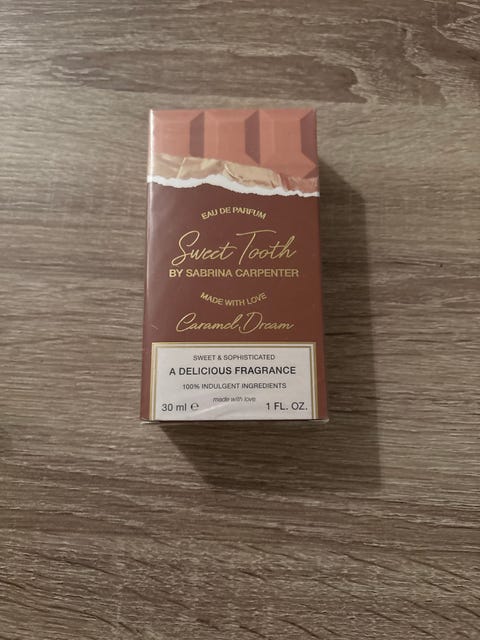 EAU DE PARFUM
Sweet Tooth
BY SABRINA CARPENTER
MADE WITH LOVE
Caramel Dream
SWEET & SOPHISTICATED
A DELICIOUS FRAGRANCE
100% INDULGENT INGREDIENTS
made with love
30 ml ℮ 1 FL. OZ.